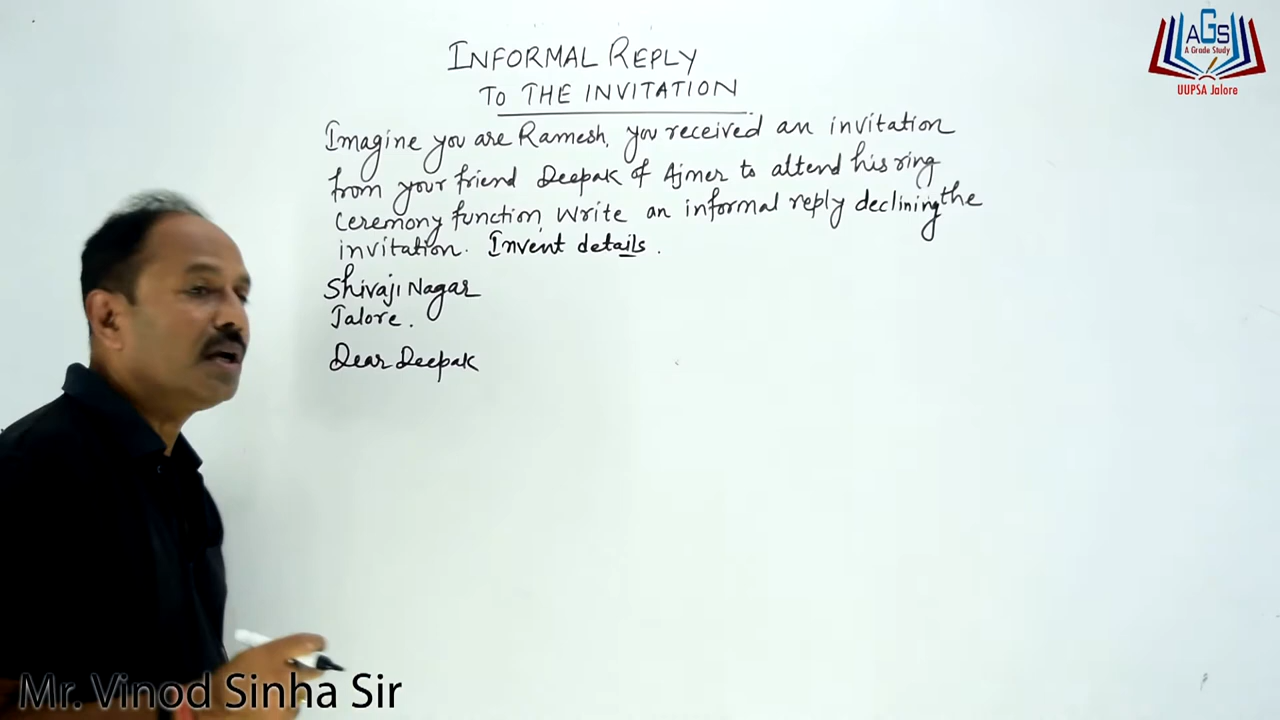 INFORMAL REPLY
TO THE INVITATION
Imagine you are Ramesh, you received an invitation
from your friend Deepak of Ajmer to attend his ring
ceremony function, Write an informal reply declining the
invitation. Invent details.
Shivaji Nagar
Jalore.
Dear Deepak
AGS
A Grade Study
UUPSA Jalore
Mr. Vinod Sinha Sir